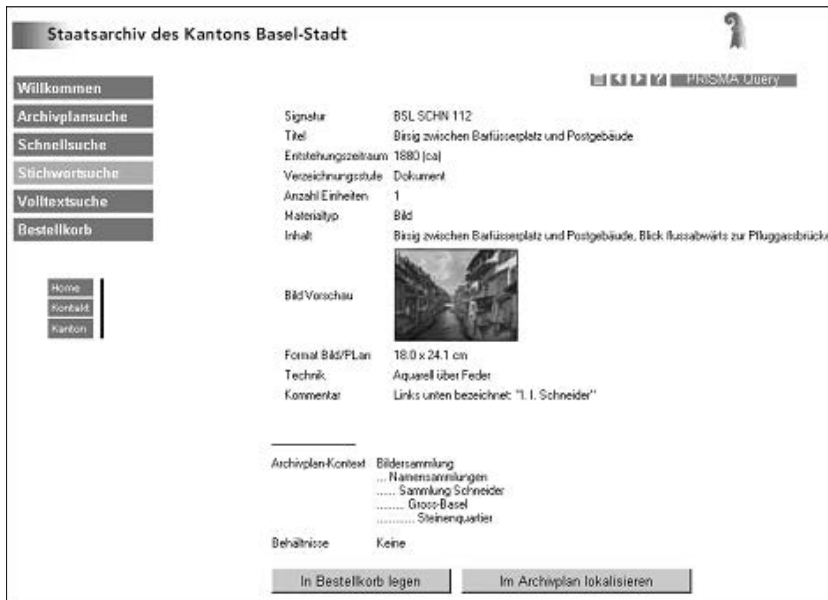 Staatsarchiv des Kantons Basel-Stadt
PRISMA Query
Willkommen
Archivplansuche
Schnellsuche
Stichwortsuche
Volltextsuche
Bestellkorb
Home
Kontakt
Kanton
Signatur BSL SCHN 112
Titel Birsig zwischen Barfüsserplatz und Postgebäude
Entstehungszeitraum 1880 (ca)
Verzeichnungsstufe Dokument
Anzahl Einheiten 1
Materialtyp Bild
Inhalt Birsig zwischen Barfüsserplatz und Postgebäude, Blick flussabwärts zur Pfluggassbrücke
Bild Vorschau
Format Bild/PLan 18.0 x 24.1 cm
Technik Aquarell über Feder
Kommentar Links unten bezeichnet: "I. I. Schneider"
Archivplan-Kontext Bildersammlung
... Namensammlungen
...... Sammlung Schneider
......... Gross-Basel
............ Steinenquartier
Behältnisse Keine
In Bestellkorb legen Im Archivplan lokalisieren